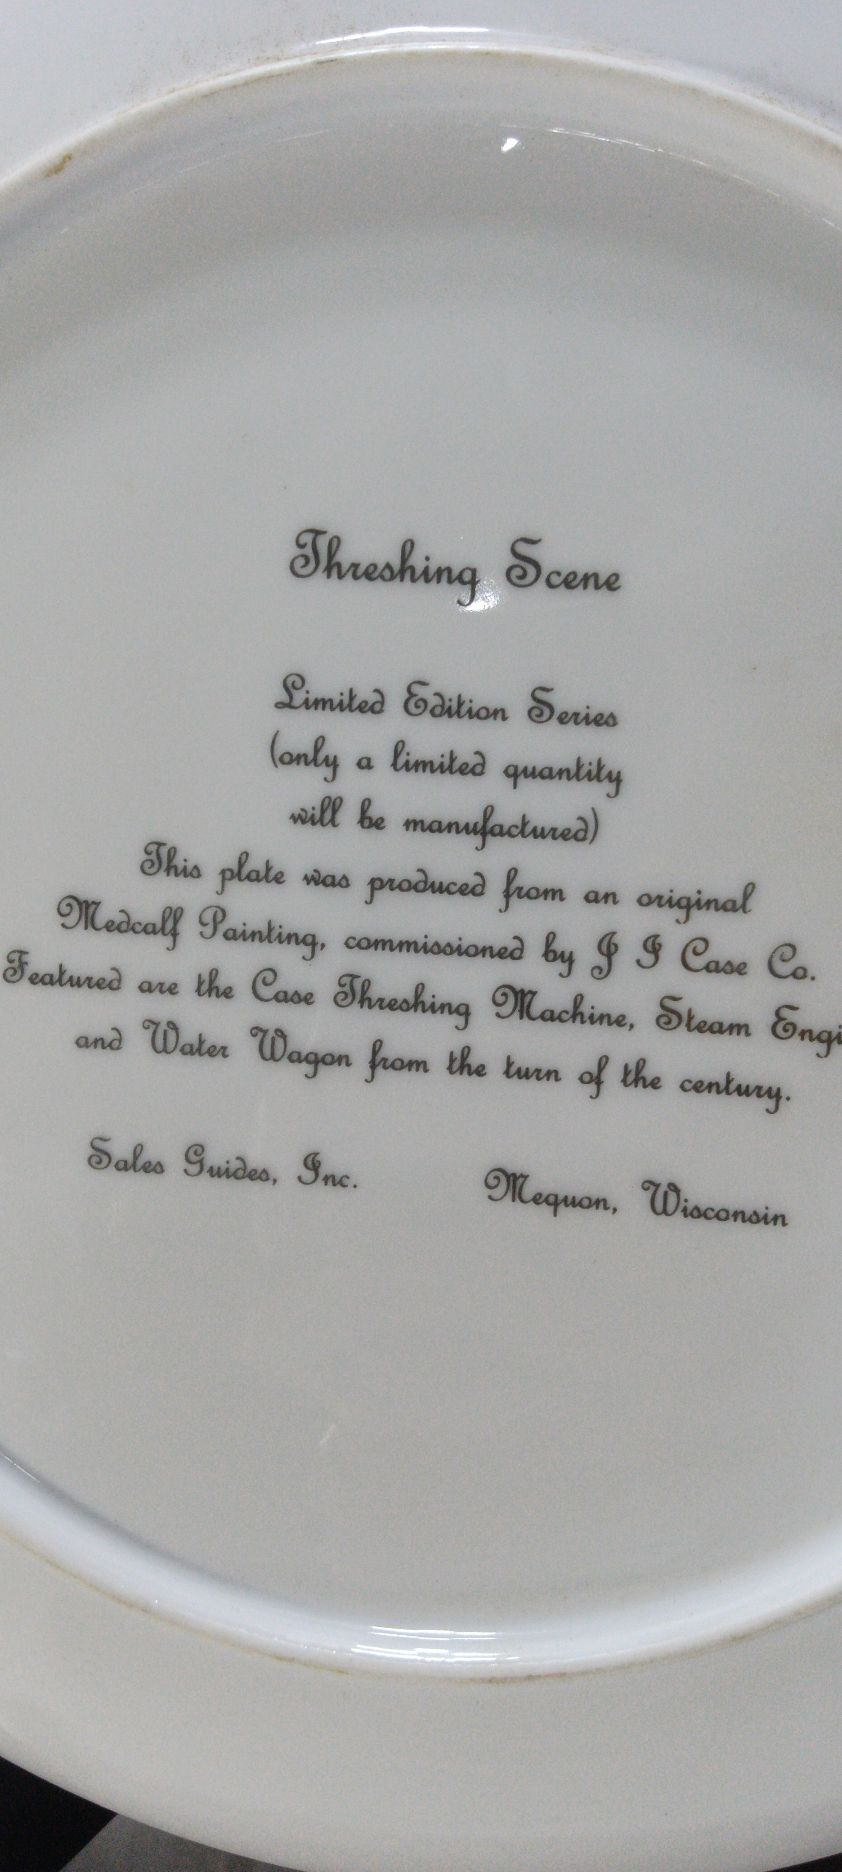 Threshing Scene
Limited Edition Series
(only a limited quantity
will be manufactured)
This plate was produced from an original
Medcalf Painting, commissioned by J I Case Co.
Featured are the Case Threshing Machine, Steam Engi
and Water Wagon from the turn of the century.
Sales Guides, Inc. Mequon, Wisconsin